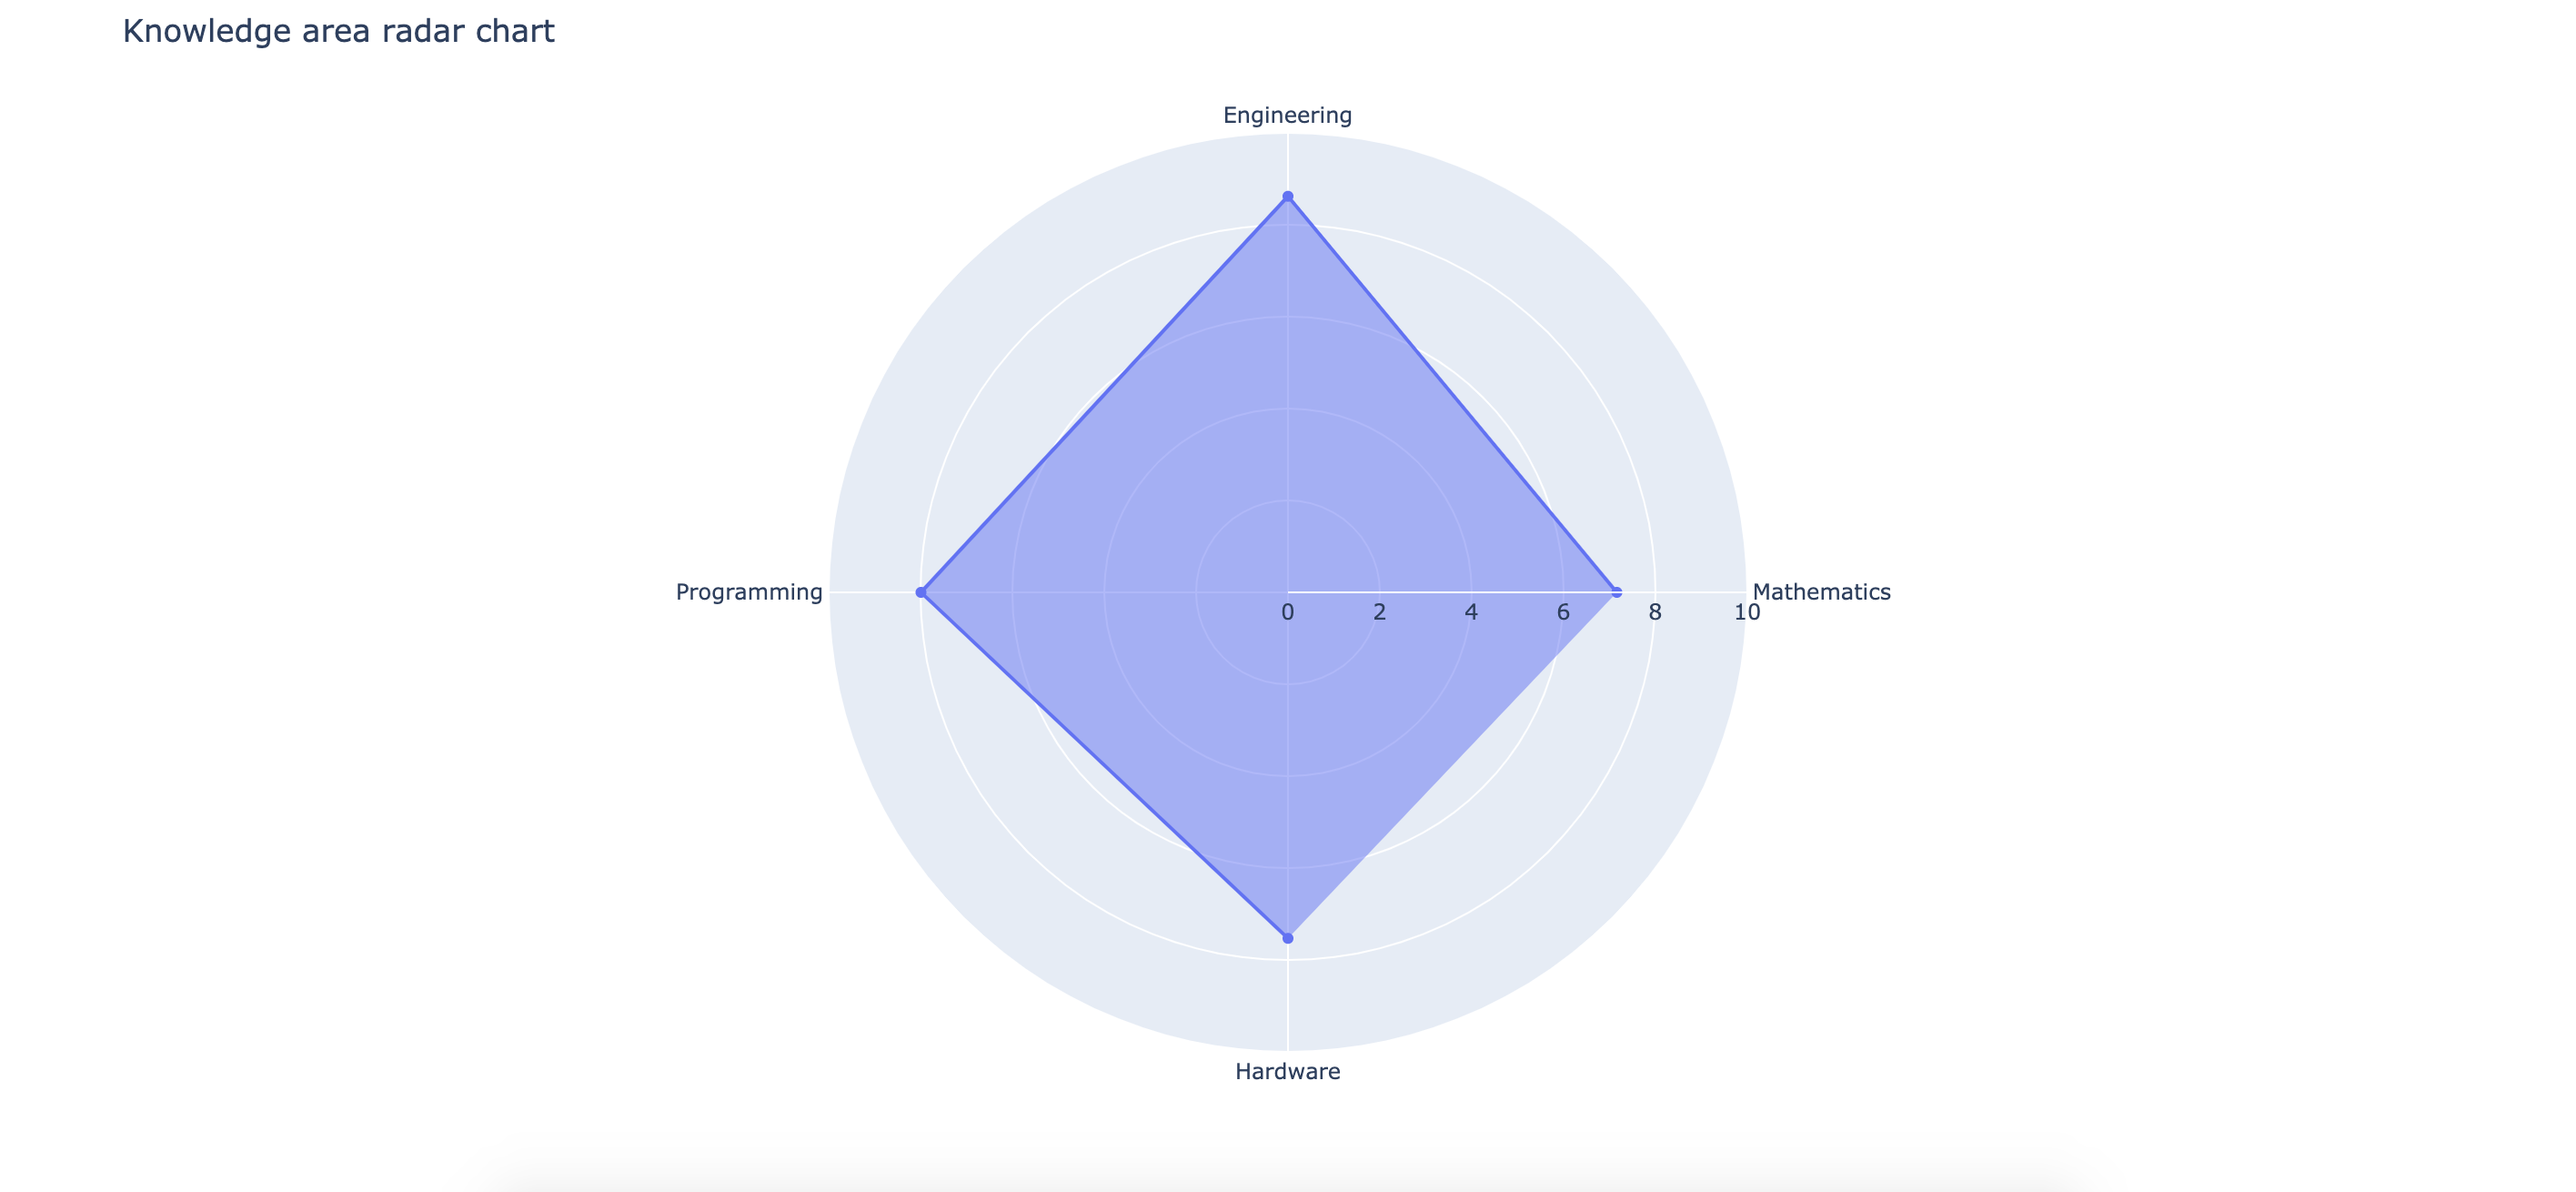 Knowledge area radar chart
Engineering
Programming
Mathematics
0 2 4 6 8 10
Hardware